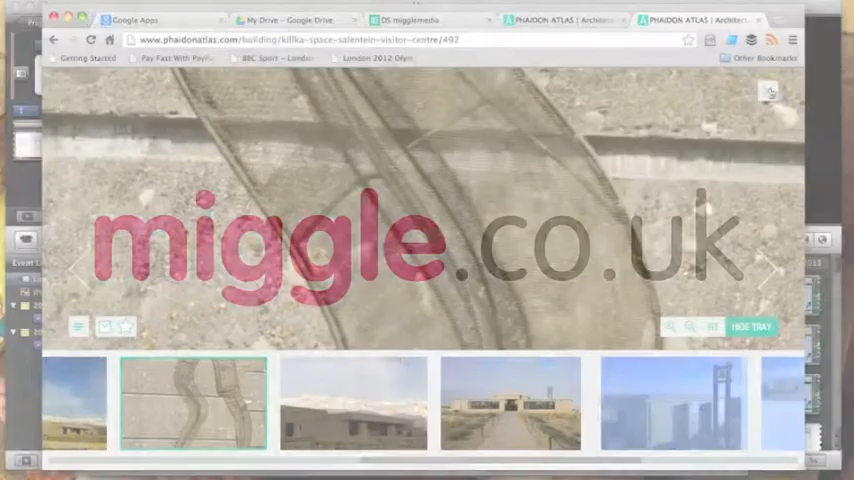 Google Apps
My Drive - Google Drive
DS migglemedia
PHAIDON ATLAS | Architect
PHAIDON ATLAS | Architect
www.phaidonatlas.com/building/killka-space-salentein-visitor-centre/492
Getting Started
Pay Fast With PayP
BBC Sport - London
London 2012 Olym
Other Bookmarks
miggle.co.uk
HIDE TRAY